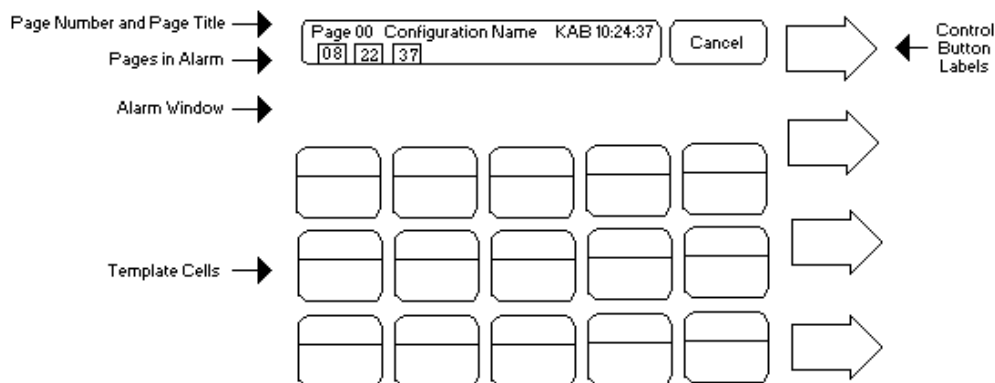 Page Number and Page Title
Page 00 Configuration Name KAB 10:24:37
Cancel
Control
Button
Labels
Pages in Alarm
08 22 37
Alarm Window
Template Cells